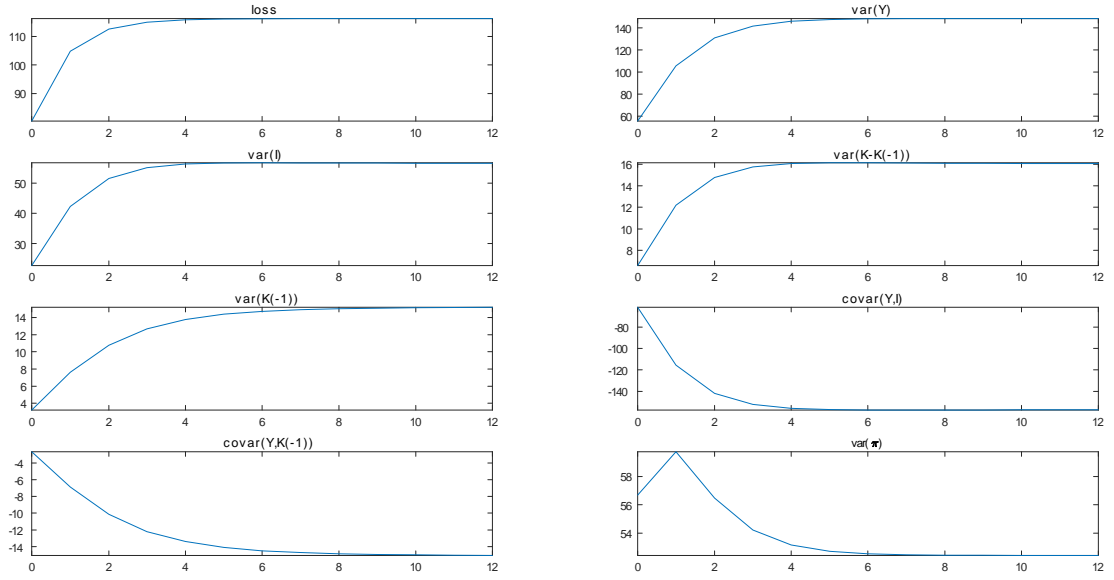 loss
110
100
90
0 2 4 6 8 10 12
var(Y)
140
120
100
80
60
0 2 4 6 8 10 12
var(I)
50
40
30
0 2 4 6 8 10 12
var(K-K(-1))
16
14
12
10
8
0 2 4 6 8 10 12
var(K(-1))
14
12
10
8
6
4
0 2 4 6 8 10 12
covar(Y,I)
-80
-100
-120
-140
0 2 4 6 8 10 12
covar(Y,K(-1))
-4
-6
-8
-10
-12
-14
0 2 4 6 8 10 12
var(π)
58
56
54
0 2 4 6 8 10 12